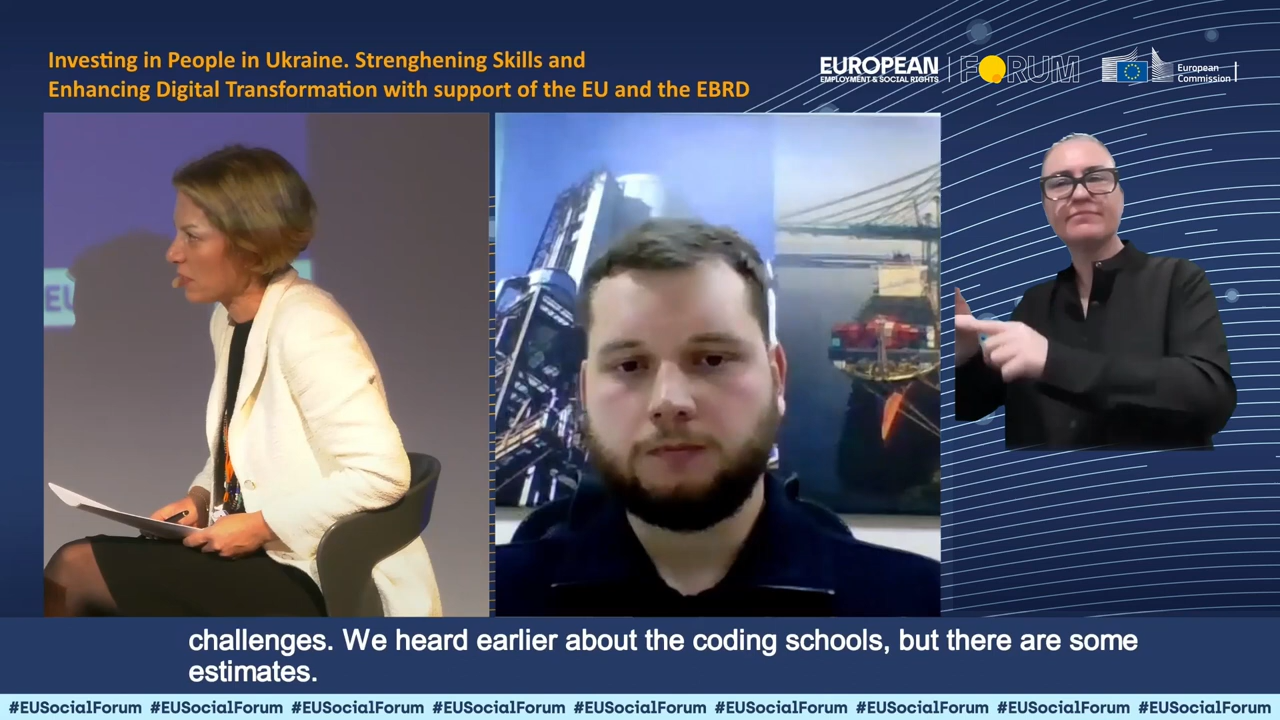 Investing in People in Ukraine. Strenghening Skills and
Enhancing Digital Transformation with support of the EU and the EBRD
EUROPEAN
EMPLOYMENT & SOCIAL RIGHTS
FORUM
European
Commission
EU
challenges. We heard earlier about the coding schools, but there are some
estimates.
#EUSocialForum #EUSocialForum #EUSocialForum #EUSocialForum #EUSocialForum #EUSocialForum #EUSocialForum #EUSocialForum #EUSocialForum